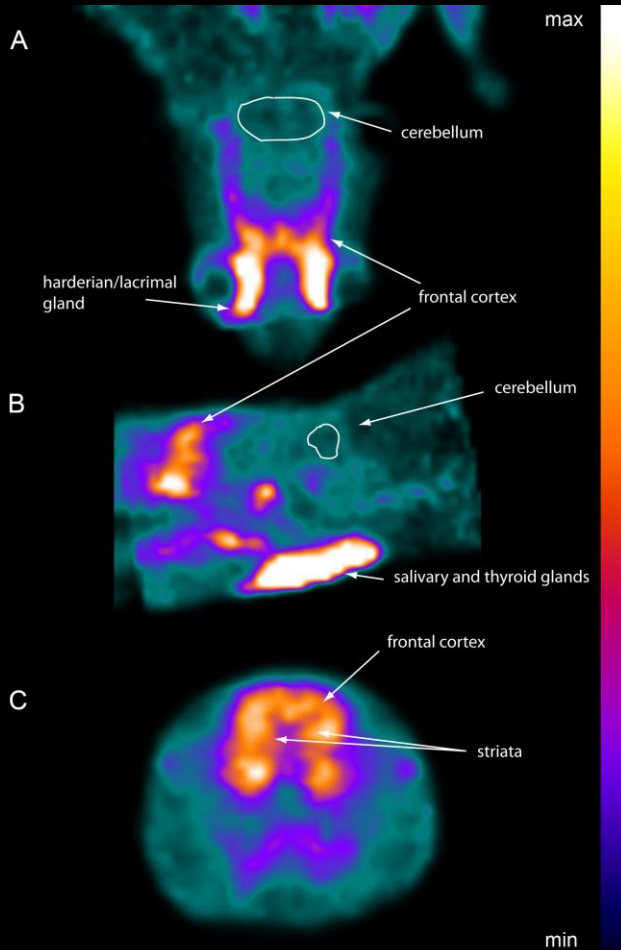 max
A
cerebellum
harderian/lacrimal
gland
frontal cortex
B
cerebellum
salivary and thyroid glands
C
frontal cortex
striata
min